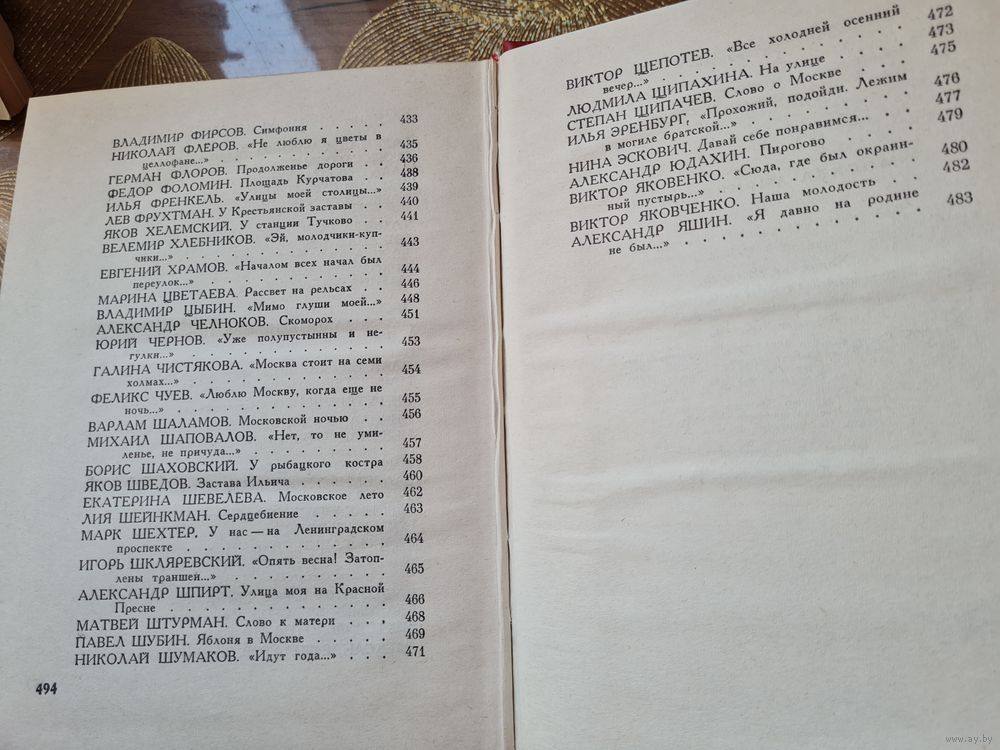 ВЛАДИМИР ФИРСОВ. Симфония . . . . . 433
НИКОЛАЙ ФЛЁРОВ. «Не люблю я цветы в
целлофане...» . . . . . . . . . . . 435
ГЕРМАН ФЛОРОВ. Продолженье дороги . . 436
ФЕДОР ФОЛОМИН. Площадь Курчатова . . 488
ИЛЬЯ ФРЕНКЕЛЬ. «Улицы моей столицы...» 439
ЛЕВ ФРУХТМАН. У Крестьянской заставы . . 440
ЯКОВ ХЕЛЕМСКИЙ. У станции Тучково . . 441
ВЕЛЕМИР ХЛЕБНИКОВ. «Эй, молодчики-куп-
чики...» . . . . . . . . . . . . 443
ЕВГЕНИЙ ХРАМОВ. «Началом всех начал был
переулок...» . . . . . . . . . . . 444
МАРИНА ЦВЕТАЕВА. Рассвет на рельсах . . 446
ВЛАДИМИР ЦЫБИН. «Мимо глуши моей...» 448
АЛЕКСАНДР ЧЕЛНОКОВ. Скоморох . . . 451
ЮРИЙ ЧЕРНОВ. «Уже полупустынны и не-
гулки...» . . . . . . . . . . . . 453
ГАЛИНА ЧИСТЯКОВА. «Москва стоит на семи
холмах...» . . . . . . . . . . . . 454
ФЕЛИКС ЧУЕВ. «Люблю Москву, когда еще не
ночь...» . . . . . . . . . . . . 455
ВАРЛАМ ШАЛАМОВ. Московской ночью . . 456
МИХАИЛ ШАПОВАЛОВ. «Нет, то не уми-
ленье, не причуда...» . . . . . . . . 457
БОРИС ШАХОВСКИЙ. У рыбацкого костра 458
ЯКОВ ШВЕДОВ. Застава Ильича . . . . . 460
ЕКАТЕРИНА ШЕВЕЛЕВА. Московское лето 462
ЛИЯ ШЕЙНКМАН. Сердцебиение . . . . 463
МАРК ШЕХТЕР. У нас — на Ленинградском
проспекте . . . . . . . . . . . . 464
ИГОРЬ ШКЛЯРЕВСКИЙ. «Опять весна! Затоп-
лены траншей...» . . . . . . . . . 465
АЛЕКСАНДР ШПИРТ. Улица моя на Красной
Пресне . . . . . . . . . . . . . 466
МАТВЕЙ ШТУРМАН. Слово к матери . . . 468
ПАВЕЛ ШУБИН. Яблоня в Москве . . . . . 469
НИКОЛАЙ ШУМАКОВ. «Идут года...» . . . 471
494
ВИКТОР ЩЕПОТЕВ. «Все холодней осенний
вечер...» . . . . . . . . . . . . 472
ЛЮДМИЛА ЩИПАХИНА. На улице . . . . 473
СТЕПАН ЩИПАЧЕВ. Слово о Москве . . . 475
ИЛЬЯ ЭРЕНБУРГ. «Прохожий, подойди. Лежим
в могиле братской...» . . . . . . . . 476
НИНА ЭСКОВИЧ. Давай себе понравимся... . 477
АЛЕКСАНДР ЮДАХИН. Пирогово . . . . 479
ВИКТОР ЯКОВЕНКО. «Сюда, где был окраин-
ный пустырь...» . . . . . . . . . . 480
ВИКТОР ЯКОВЧЕНКО. Наша молодость . . 482
АЛЕКСАНДР ЯШИН. «Я давно на родине
не был...» . . . . . . . . . . . . 483
www.ay.by